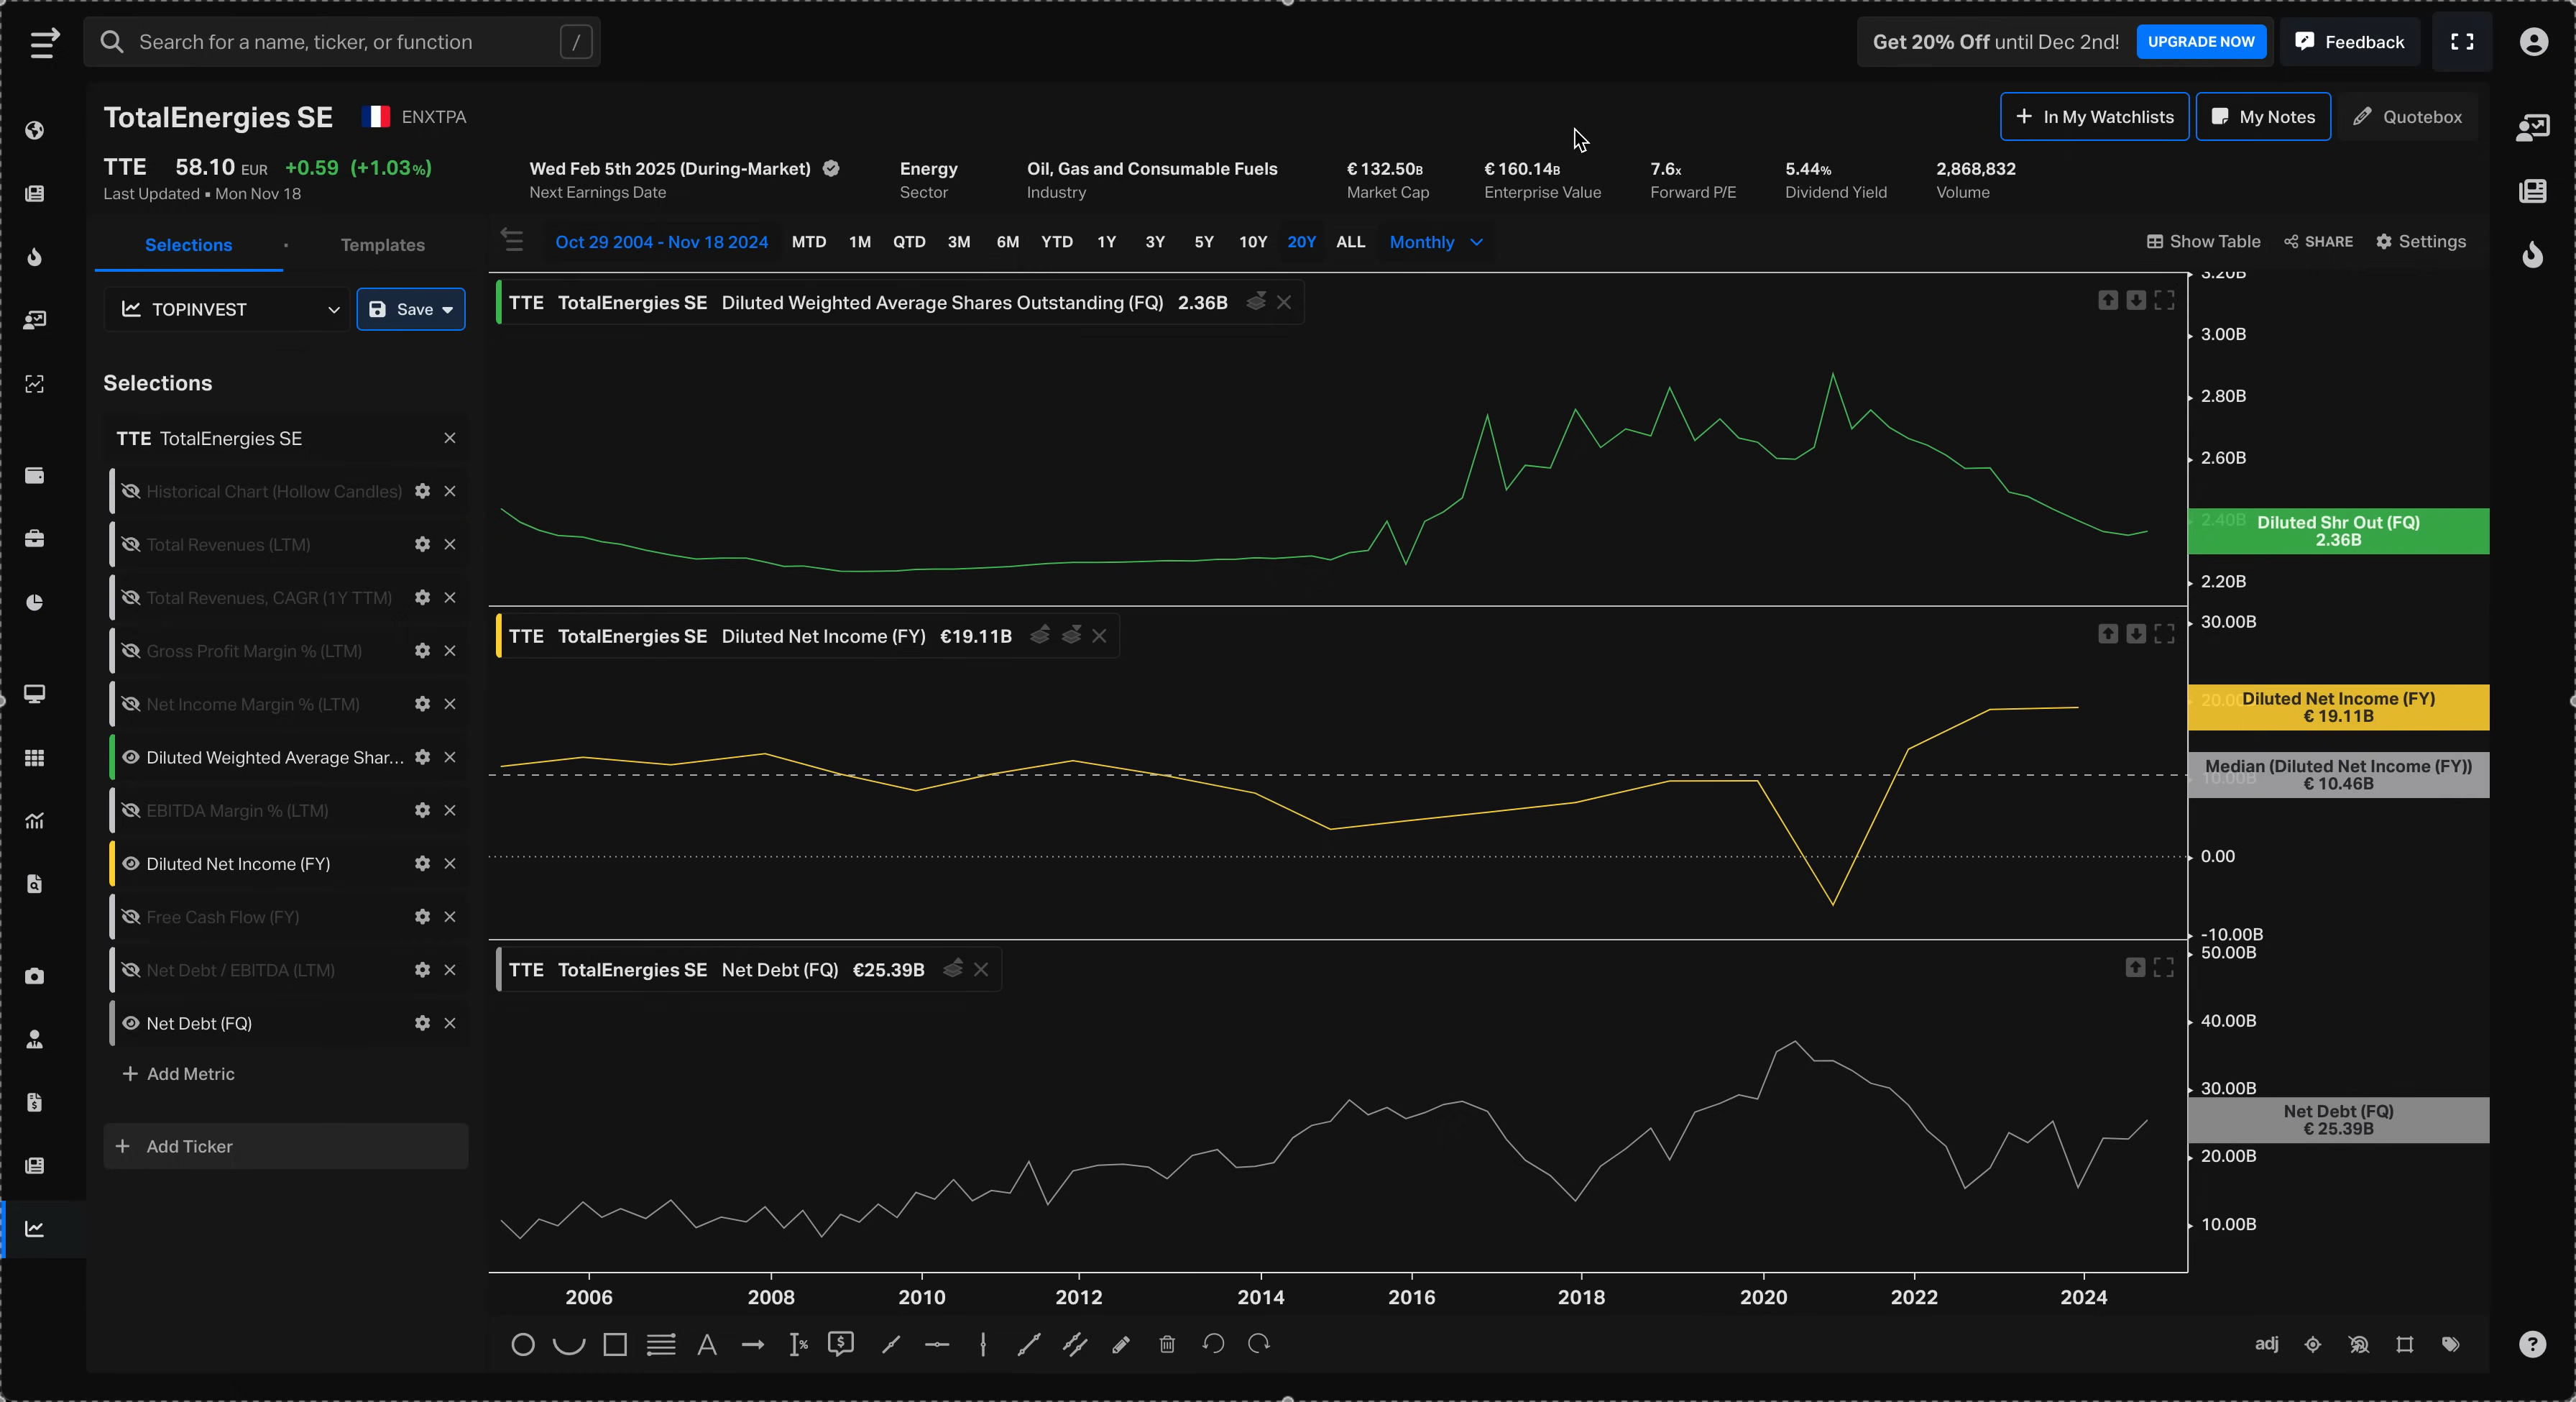 Search for a name, ticker, or function /
Get 20% Off until Dec 2nd! UPGRADE NOW Feedback
TotalEnergies SE ENXTPA
In My Watchlists My Notes Quotebox
TTE 58.10 EUR +0.59 (+1.03%)
Last Updated ▪ Mon Nov 18
Wed Feb 5th 2025 (During-Market)
Next Earnings Date
Energy
Sector
Oil, Gas and Consumable Fuels
Industry
€ 132.50B
Market Cap
€ 160.14B
Enterprise Value
7.6x
Forward P/E
5.44%
Dividend Yield
2,868,832
Volume
Selections · Templates
TOPINVEST Save
Selections
TTE TotalEnergies SE
Historical Chart (Hollow Candles)
Total Revenues (LTM)
Total Revenues, CAGR (1Y TTM)
Gross Profit Margin % (LTM)
Net Income Margin % (LTM)
Diluted Weighted Average Shar...
EBITDA Margin % (LTM)
Diluted Net Income (FY)
Free Cash Flow (FY)
Net Debt / EBITDA (LTM)
Net Debt (FQ)
+ Add Metric
+ Add Ticker
Oct 29 2004 - Nov 18 2024 MTD 1M QTD 3M 6M YTD 1Y 3Y 5Y 10Y 20Y ALL Monthly
Show Table SHARE Settings
TTE TotalEnergies SE Diluted Weighted Average Shares Outstanding (FQ) 2.36B
3.20B
3.00B
2.80B
2.60B
2.40B
Diluted Shr Out (FQ)
2.36B
2.20B
TTE TotalEnergies SE Diluted Net Income (FY) €19.11B
30.00B
20.00
Diluted Net Income (FY)
€ 19.11B
Median (Diluted Net Income (FY))
10.00B
€ 10.46B
0.00
-10.00B
TTE TotalEnergies SE Net Debt (FQ) €25.39B
50.00B
40.00B
30.00B
Net Debt (FQ)
€ 25.39B
20.00B
10.00B
2006 2008 2010 2012 2014 2016 2018 2020 2022 2024
A % $ adj ?